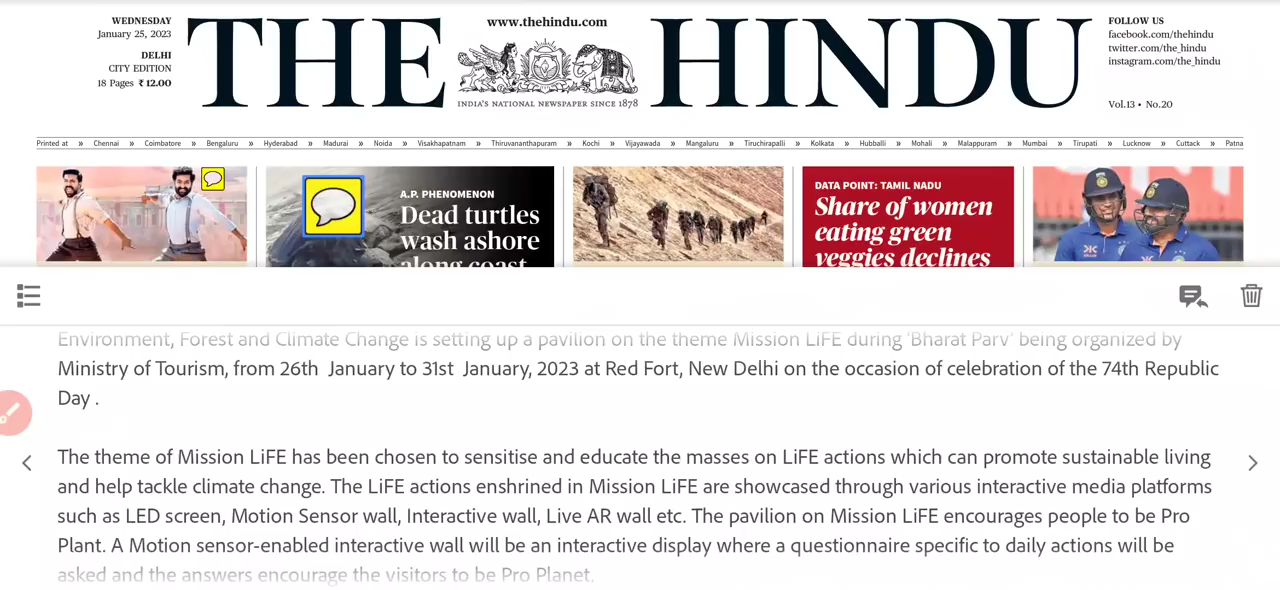 WEDNESDAY
January 25, 2023
DELHI
CITY EDITION
18 Pages ₹12.00
THE HINDU
www.thehindu.com
INDIA'S NATIONAL NEWSPAPER SINCE 1878
FOLLOW US
facebook.com/thehindu
twitter.com/the_hindu
instagram.com/the_hindu
Vol.13 • No.20
Printed at » Chennai » Coimbatore » Bengaluru » Hyderabad » Madurai » Noida » Visakhapatnam » Thiruvananthapuram » Kochi » Vijayawada » Mangaluru » Tiruchirapalli » Kolkata » Hubballi » Mohali » Malappuram » Mumbai » Tirupati » Lucknow » Cuttack » Patna
A.P. PHENOMENON
Dead turtles
wash ashore
along coast
DATA POINT: TAMIL NADU
Share of women
eating green
veggies declines
Environment, Forest and Climate Change is setting up a pavilion on the theme Mission LiFE during 'Bharat Parv' being organized by
Ministry of Tourism, from 26th January to 31st January, 2023 at Red Fort, New Delhi on the occasion of celebration of the 74th Republic
Day .
The theme of Mission LiFE has been chosen to sensitise and educate the masses on LiFE actions which can promote sustainable living
and help tackle climate change. The LiFE actions enshrined in Mission LiFE are showcased through various interactive media platforms
such as LED screen, Motion Sensor wall, Interactive wall, Live AR wall etc. The pavilion on Mission LiFE encourages people to be Pro
Plant. A Motion sensor-enabled interactive wall will be an interactive display where a questionnaire specific to daily actions will be
asked and the answers encourage the visitors to be Pro Planet.